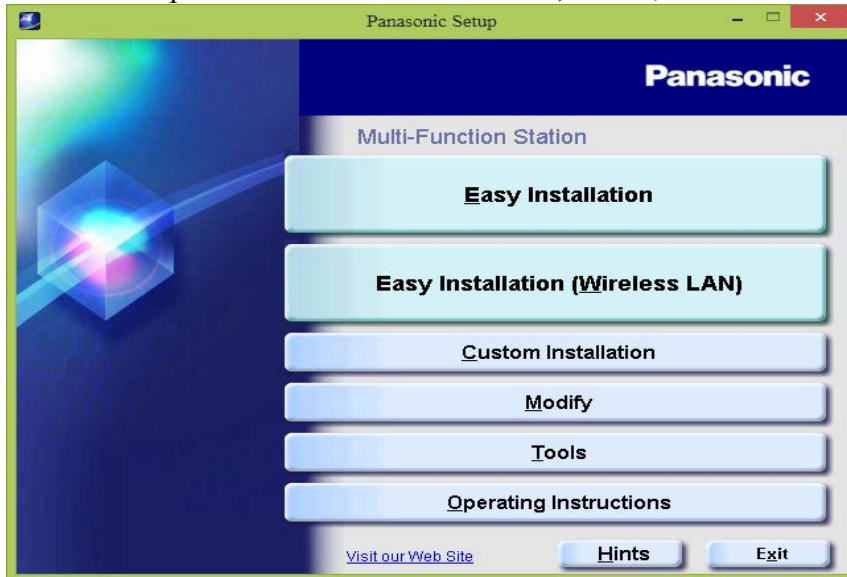 Panasonic Setup
Panasonic
Multi-Function Station
Easy Installation
Easy Installation (Wireless LAN)
Custom Installation
Modify
Tools
Operating Instructions
Visit our Web Site
Hints
Exit